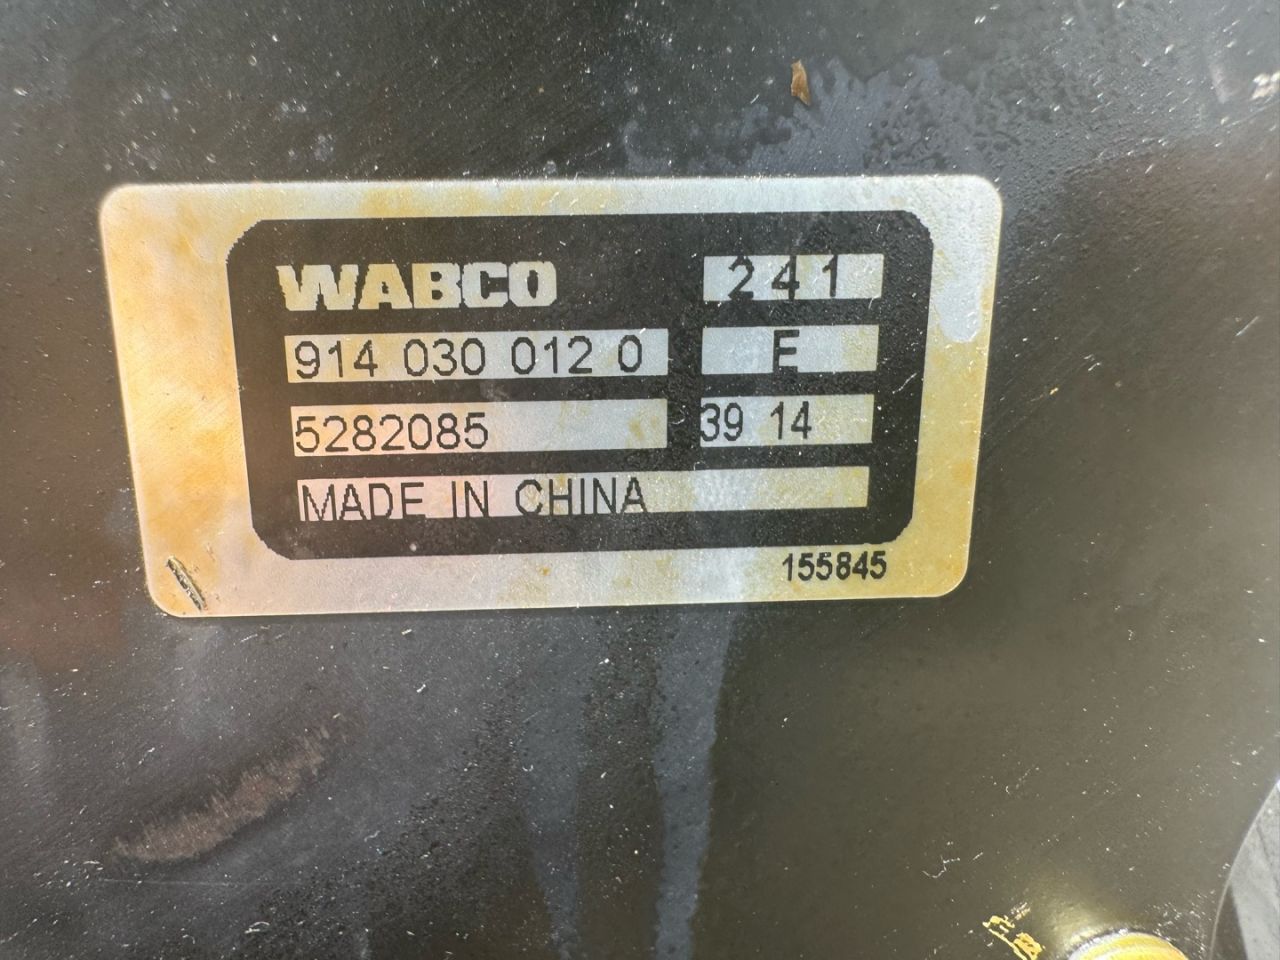 WABCO 241
914 030 012 0 E
5282085 39 14
MADE IN CHINA
155845